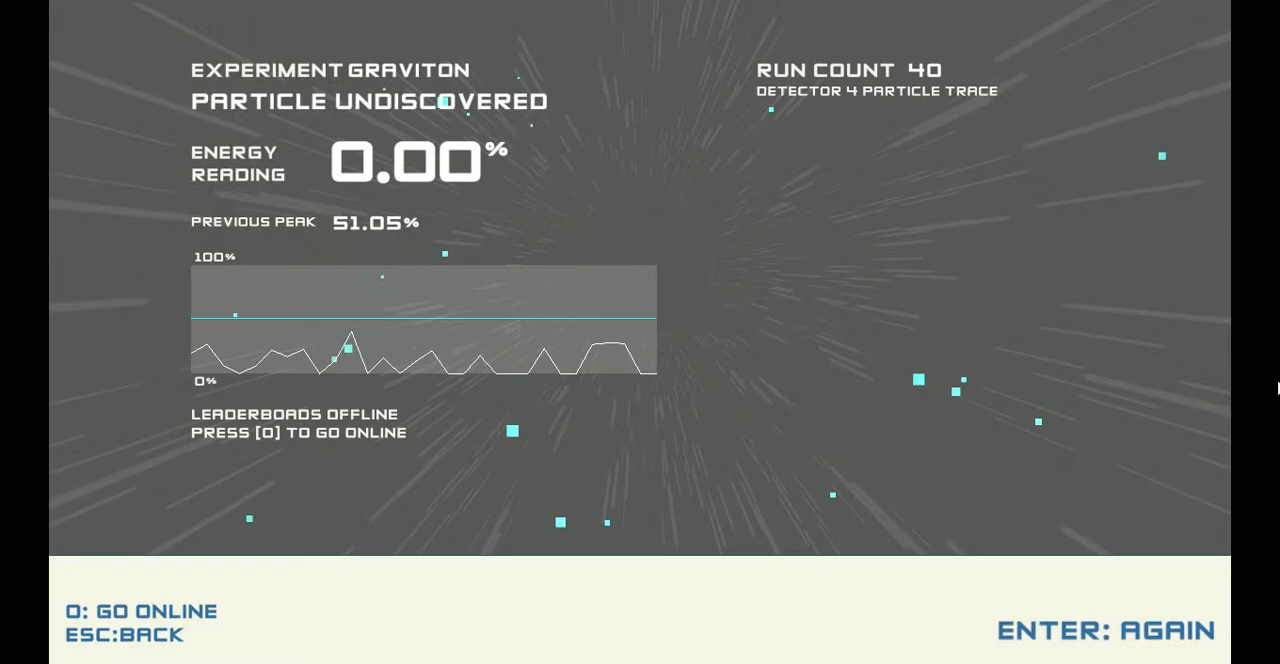 EXPERIMENT GRAVITON
PARTICLE UNDISCOVERED
ENERGY
READING
0.00%
PREVIOUS PEAK 51.05%
100%
0%
LEADERBOADS OFFLINE
PRESS [O] TO GO ONLINE
RUN COUNT 40
DETECTOR 4 PARTICLE TRACE
O: GO ONLINE
ESC:BACK
ENTER: AGAIN